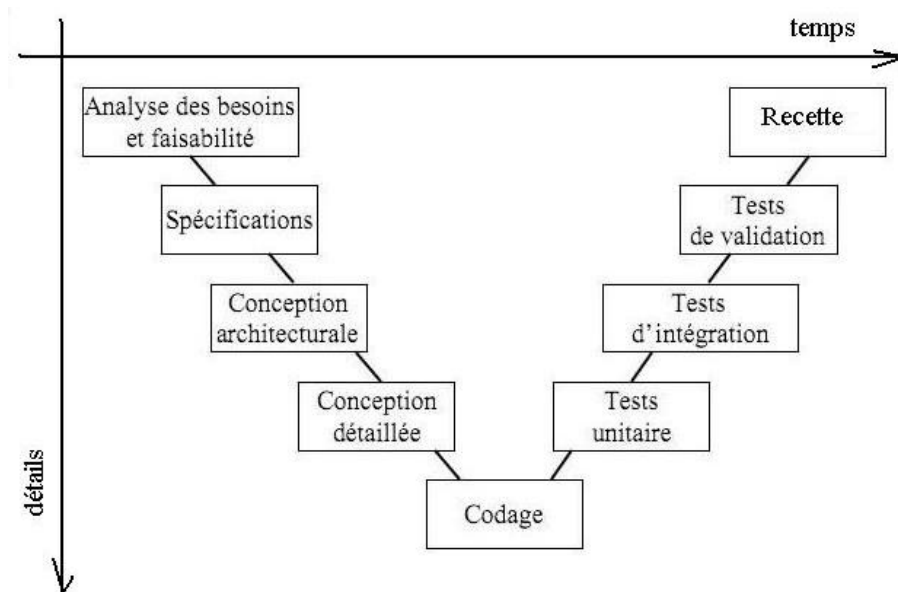 temps
Analyse des besoins
et faisabilité
Recette
Spécifications
Tests
de validation
Conception
architecturale
Tests
d'intégration
Conception
détaillée
Tests
unitaire
Codage
détails